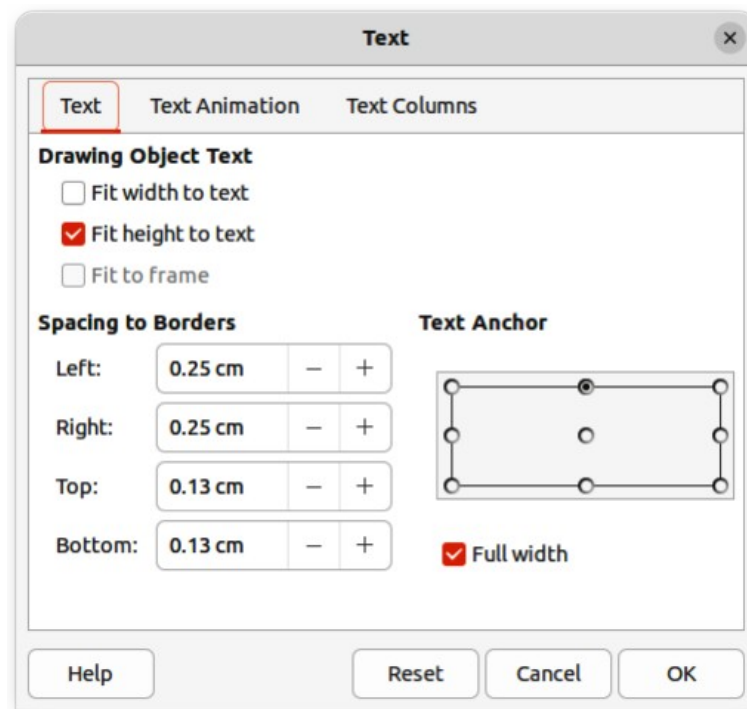 Text
Text Text Animation Text Columns
Drawing Object Text
Fit width to text
Fit height to text
Fit to frame
Spacing to Borders Text Anchor
Left: 0.25 cm − +
Right: 0.25 cm − +
Top: 0.13 cm − +
Bottom: 0.13 cm − +
Full width
Help Reset Cancel OK